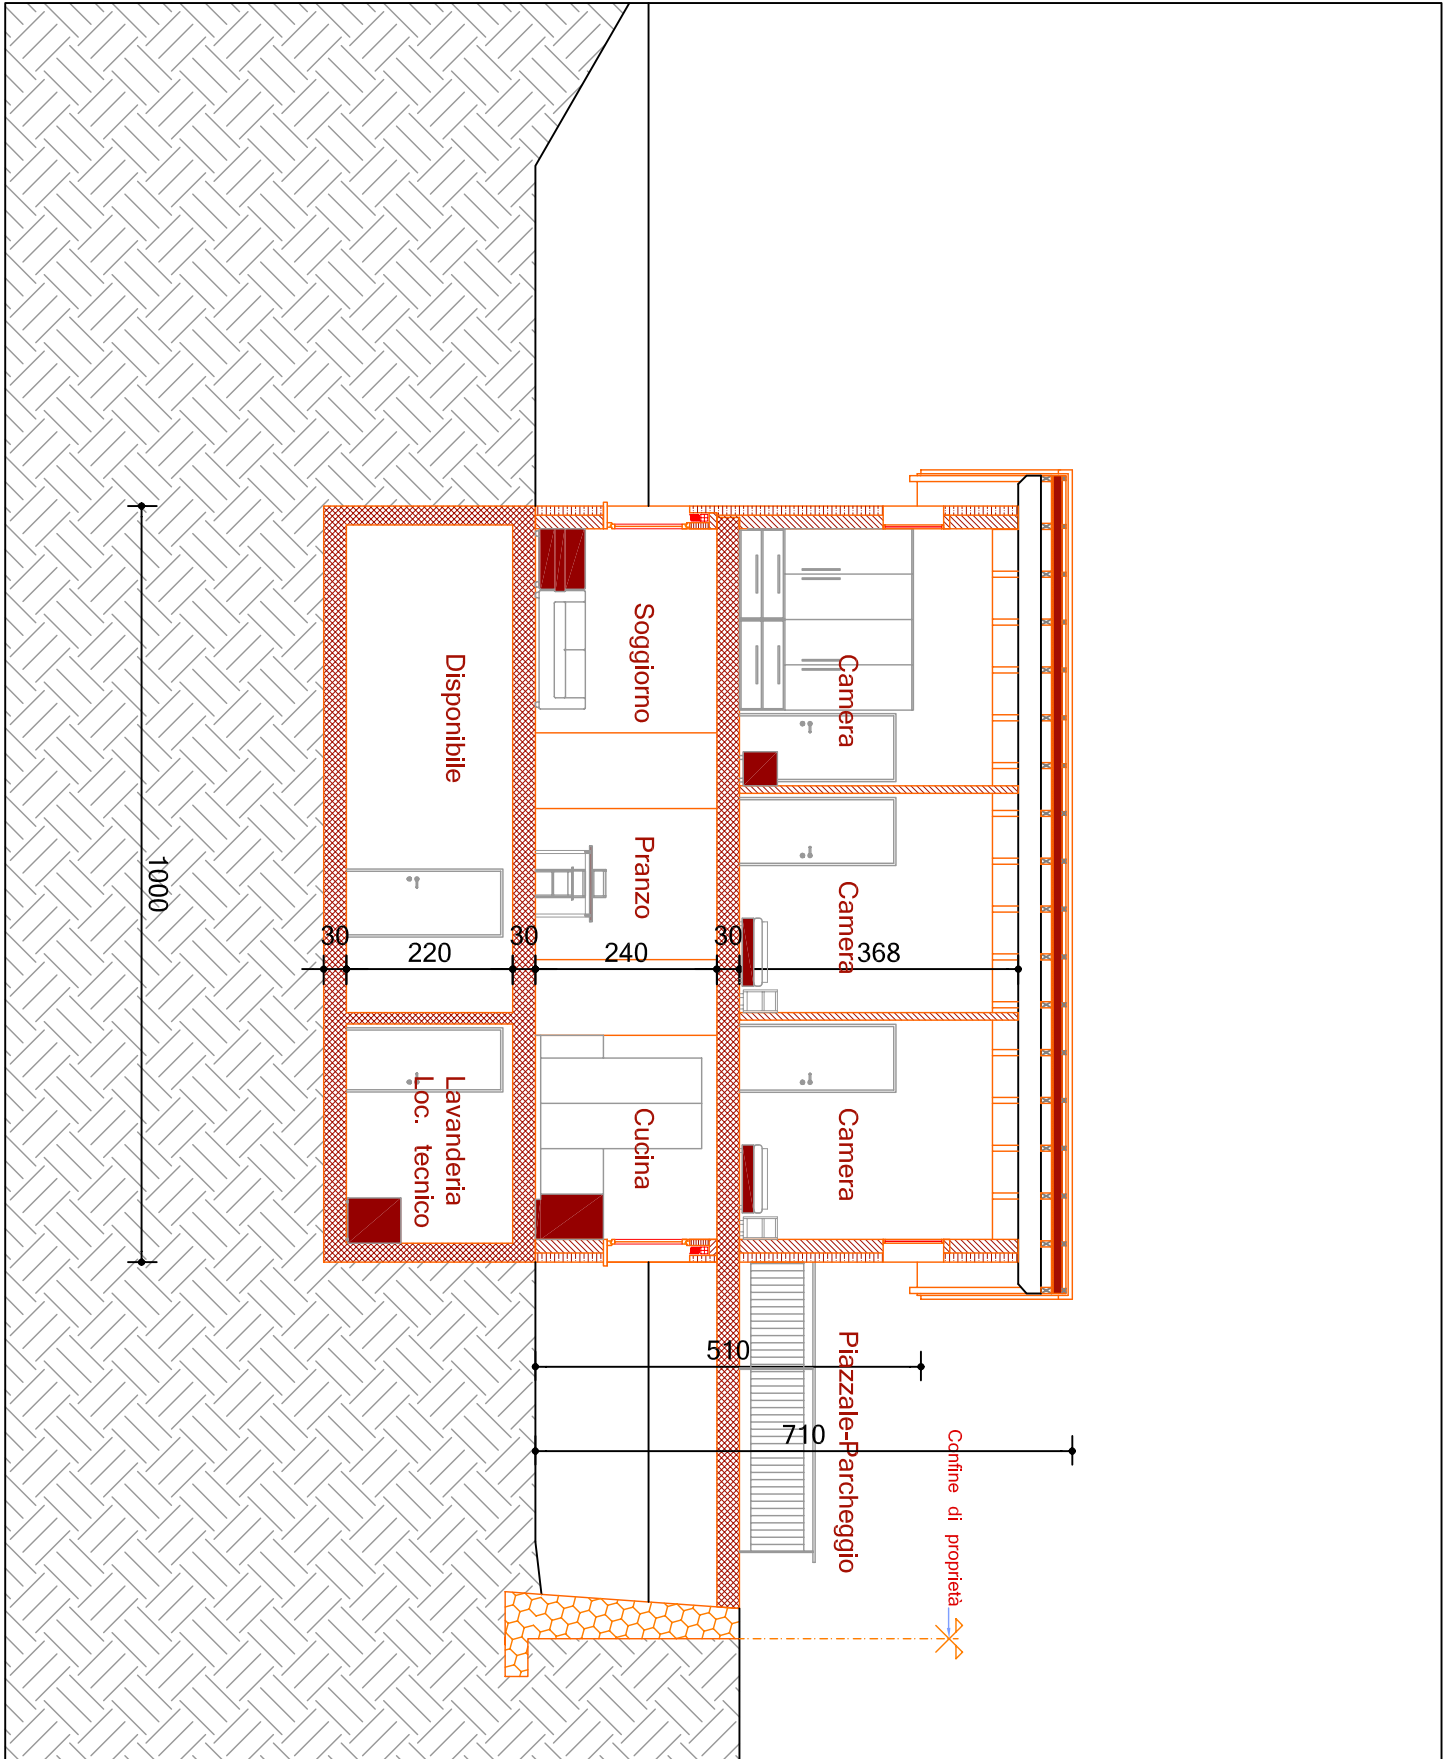 Camera
Camera
Camera
Piazzale-Parcheggio
Confine di proprietà
Soggiorno
Pranzo
Cucina
Disponibile
Lavanderia
Loc. tecnico
1000
30
220
30
240
30
368
510
710